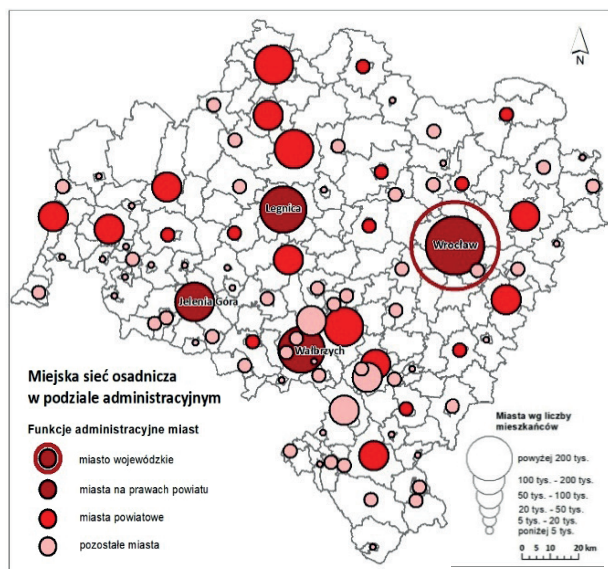 N
Legnica
Wrocław
Jelenia Góra
Wałbrzych
Miejska sieć osadnicza
w podziale administracyjnym
Funkcje administracyjne miast
miasto wojewódzkie
miasta na prawach powiatu
miasta powiatowe
pozostałe miasta
Miasta wg liczby
mieszkańców
powyżej 200 tys.
100 tys. - 200 tys.
50 tys. - 100 tys.
20 tys. - 50 tys.
5 tys. - 20 tys.
poniżej 5 tys.
0 5 10 20 km